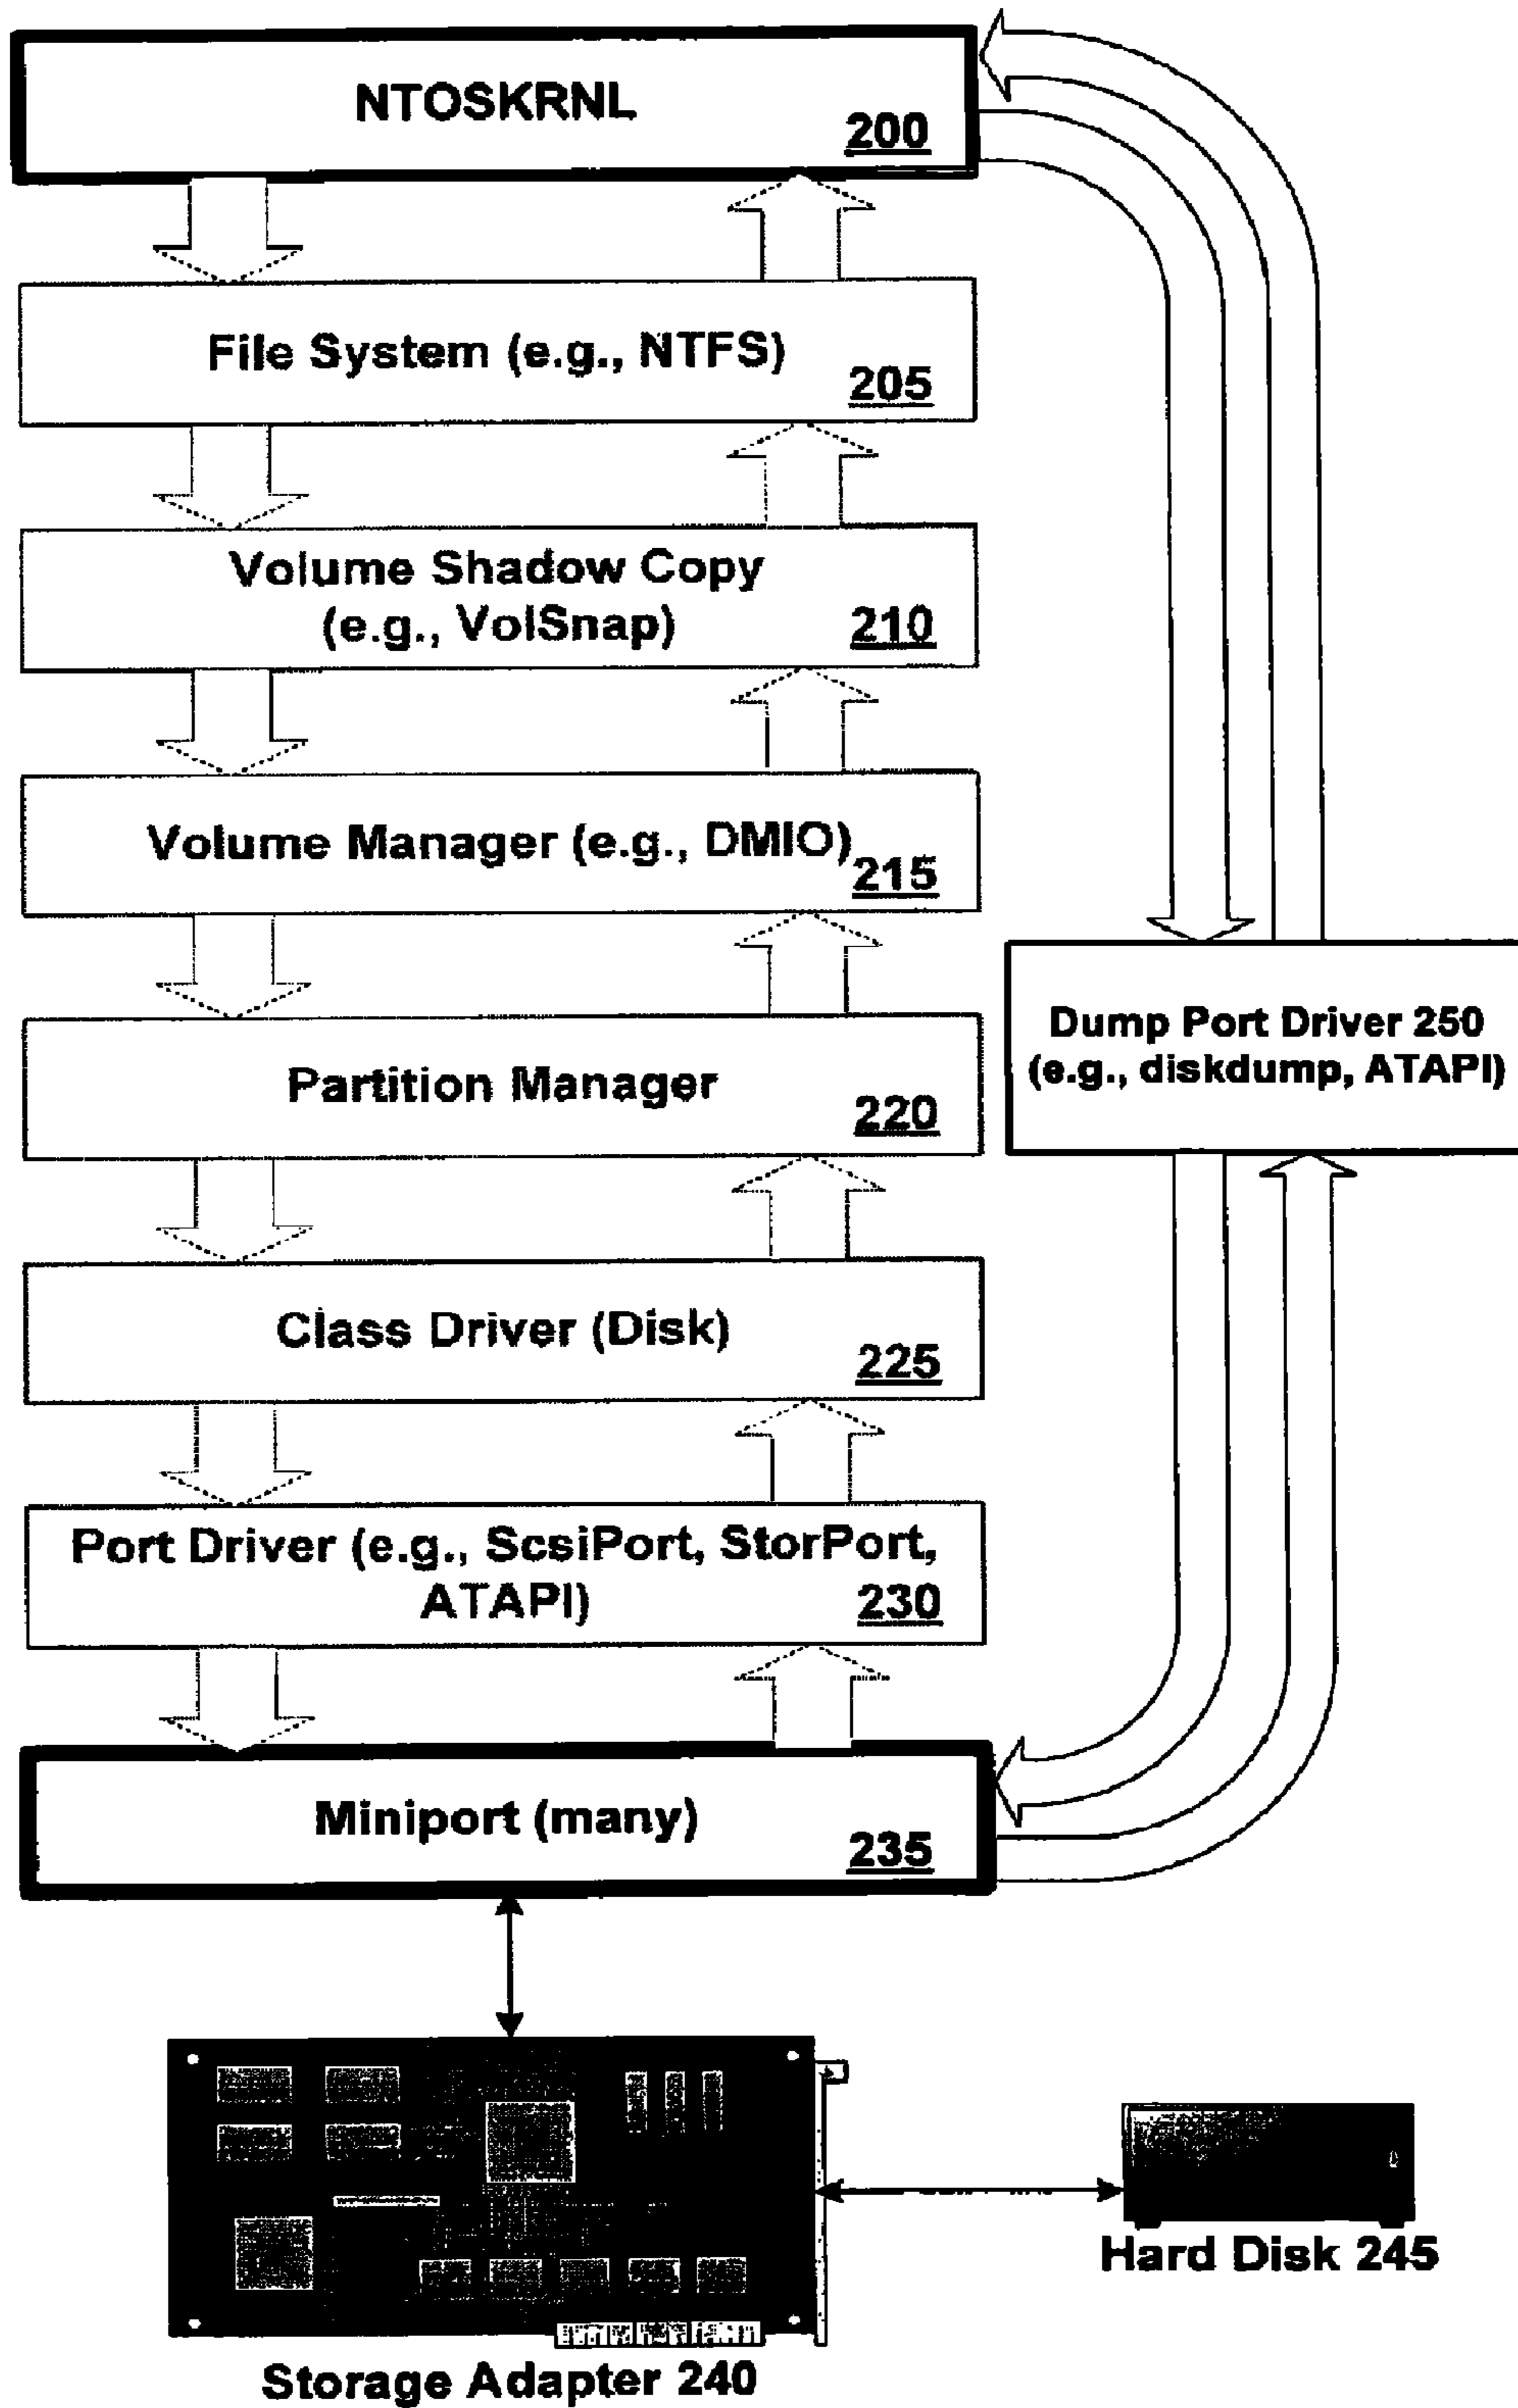 NTOSKRNL
200
File System (e.g., NTFS)
205
Volume Shadow Copy
(e.g., VolSnap)
210
Volume Manager (e.g., DMIO)
215
Partition Manager
220
Dump Port Driver 250
(e.g., diskdump, ATAPI)
Class Driver (Disk)
225
Port Driver (e.g., ScsiPort, StorPort,
ATAPI)
230
Miniport (many)
235
Hard Disk 245
Storage Adapter 240